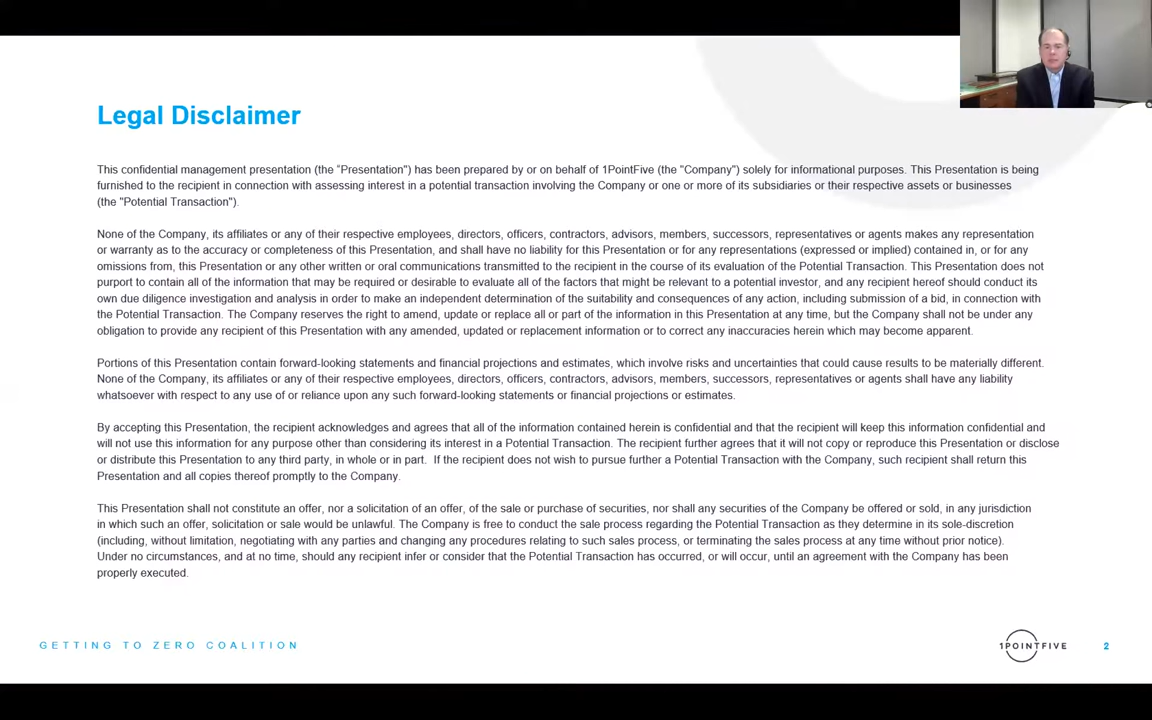 Legal Disclaimer
This confidential management presentation (the "Presentation") has been prepared by or on behalf of 1PointFive (the "Company") solely for informational purposes. This Presentation is being
furnished to the recipient in connection with assessing interest in a potential transaction involving the Company or one or more of its subsidiaries or their respective assets or businesses
(the "Potential Transaction").
None of the Company, its affiliates or any of their respective employees, directors, officers, contractors, advisors, members, successors, representatives or agents makes any representation
or warranty as to the accuracy or completeness of this Presentation, and shall have no liability for this Presentation or for any representations (expressed or implied) contained in, or for any
omissions from, this Presentation or any other written or oral communications transmitted to the recipient in the course of its evaluation of the Potential Transaction. This Presentation does not
purport to contain all of the information that may be required or desirable to evaluate all of the factors that might be relevant to a potential investor, and any recipient hereof should conduct its
own due diligence investigation and analysis in order to make an independent determination of the suitability and consequences of any action, including submission of a bid, in connection with
the Potential Transaction. The Company reserves the right to amend, update or replace all or part of the information in this Presentation at any time, but the Company shall not be under any
obligation to provide any recipient of this Presentation with any amended, updated or replacement information or to correct any inaccuracies herein which may become apparent.
Portions of this Presentation contain forward-looking statements and financial projections and estimates, which involve risks and uncertainties that could cause results to be materially different.
None of the Company, its affiliates or any of their respective employees, directors, officers, contractors, advisors, members, successors, representatives or agents shall have any liability
whatsoever with respect to any use of or reliance upon any such forward-looking statements or financial projections or estimates.
By accepting this Presentation, the recipient acknowledges and agrees that all of the information contained herein is confidential and that the recipient will keep this information confidential and
will not use this information for any purpose other than considering its interest in a Potential Transaction. The recipient further agrees that it will not copy or reproduce this Presentation or disclose
or distribute this Presentation to any third party, in whole or in part. If the recipient does not wish to pursue further a Potential Transaction with the Company, such recipient shall return this
Presentation and all copies thereof promptly to the Company.
This Presentation shall not constitute an offer, nor a solicitation of an offer, of the sale or purchase of securities, nor shall any securities of the Company be offered or sold, in any jurisdiction
in which such an offer, solicitation or sale would be unlawful. The Company is free to conduct the sale process regarding the Potential Transaction as they determine in its sole-discretion
(including, without limitation, negotiating with any parties and changing any procedures relating to such sales process, or terminating the sales process at any time without prior notice).
Under no circumstances, and at no time, should any recipient infer or consider that the Potential Transaction has occurred, or will occur, until an agreement with the Company has been
properly executed.
GETTING TO ZERO COALITION
1POINTFIVE
2